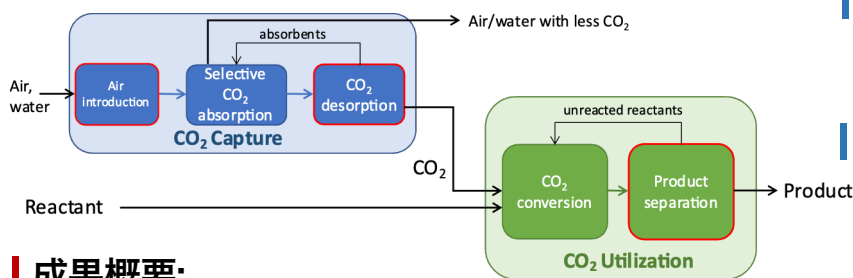 Air/water with less CO₂
absorbents
Air,
water
Air
introduction
Selective
CO₂
absorption
CO₂
desorption
CO₂ Capture
unreacted reactants
CO₂
CO₂
conversion
Product
separation
Product
Reactant
CO₂ Utilization
成果概要: